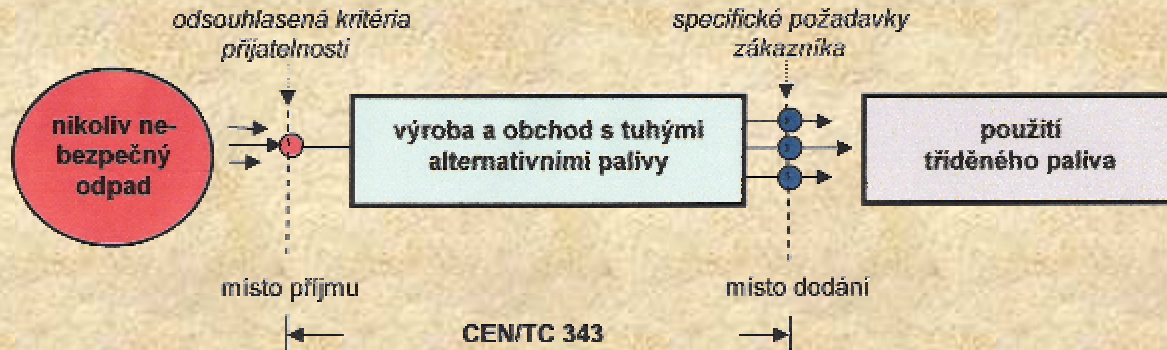 odsouhlasená kritéria
přijatelnosti
specifické požadavky
zákazníka
nikoliv ne-
bezpečný
odpad
výroba a obchod s tuhými
alternativními palivy
použití
tříděného paliva
místo příjmu
místo dodání
CEN/TC 343